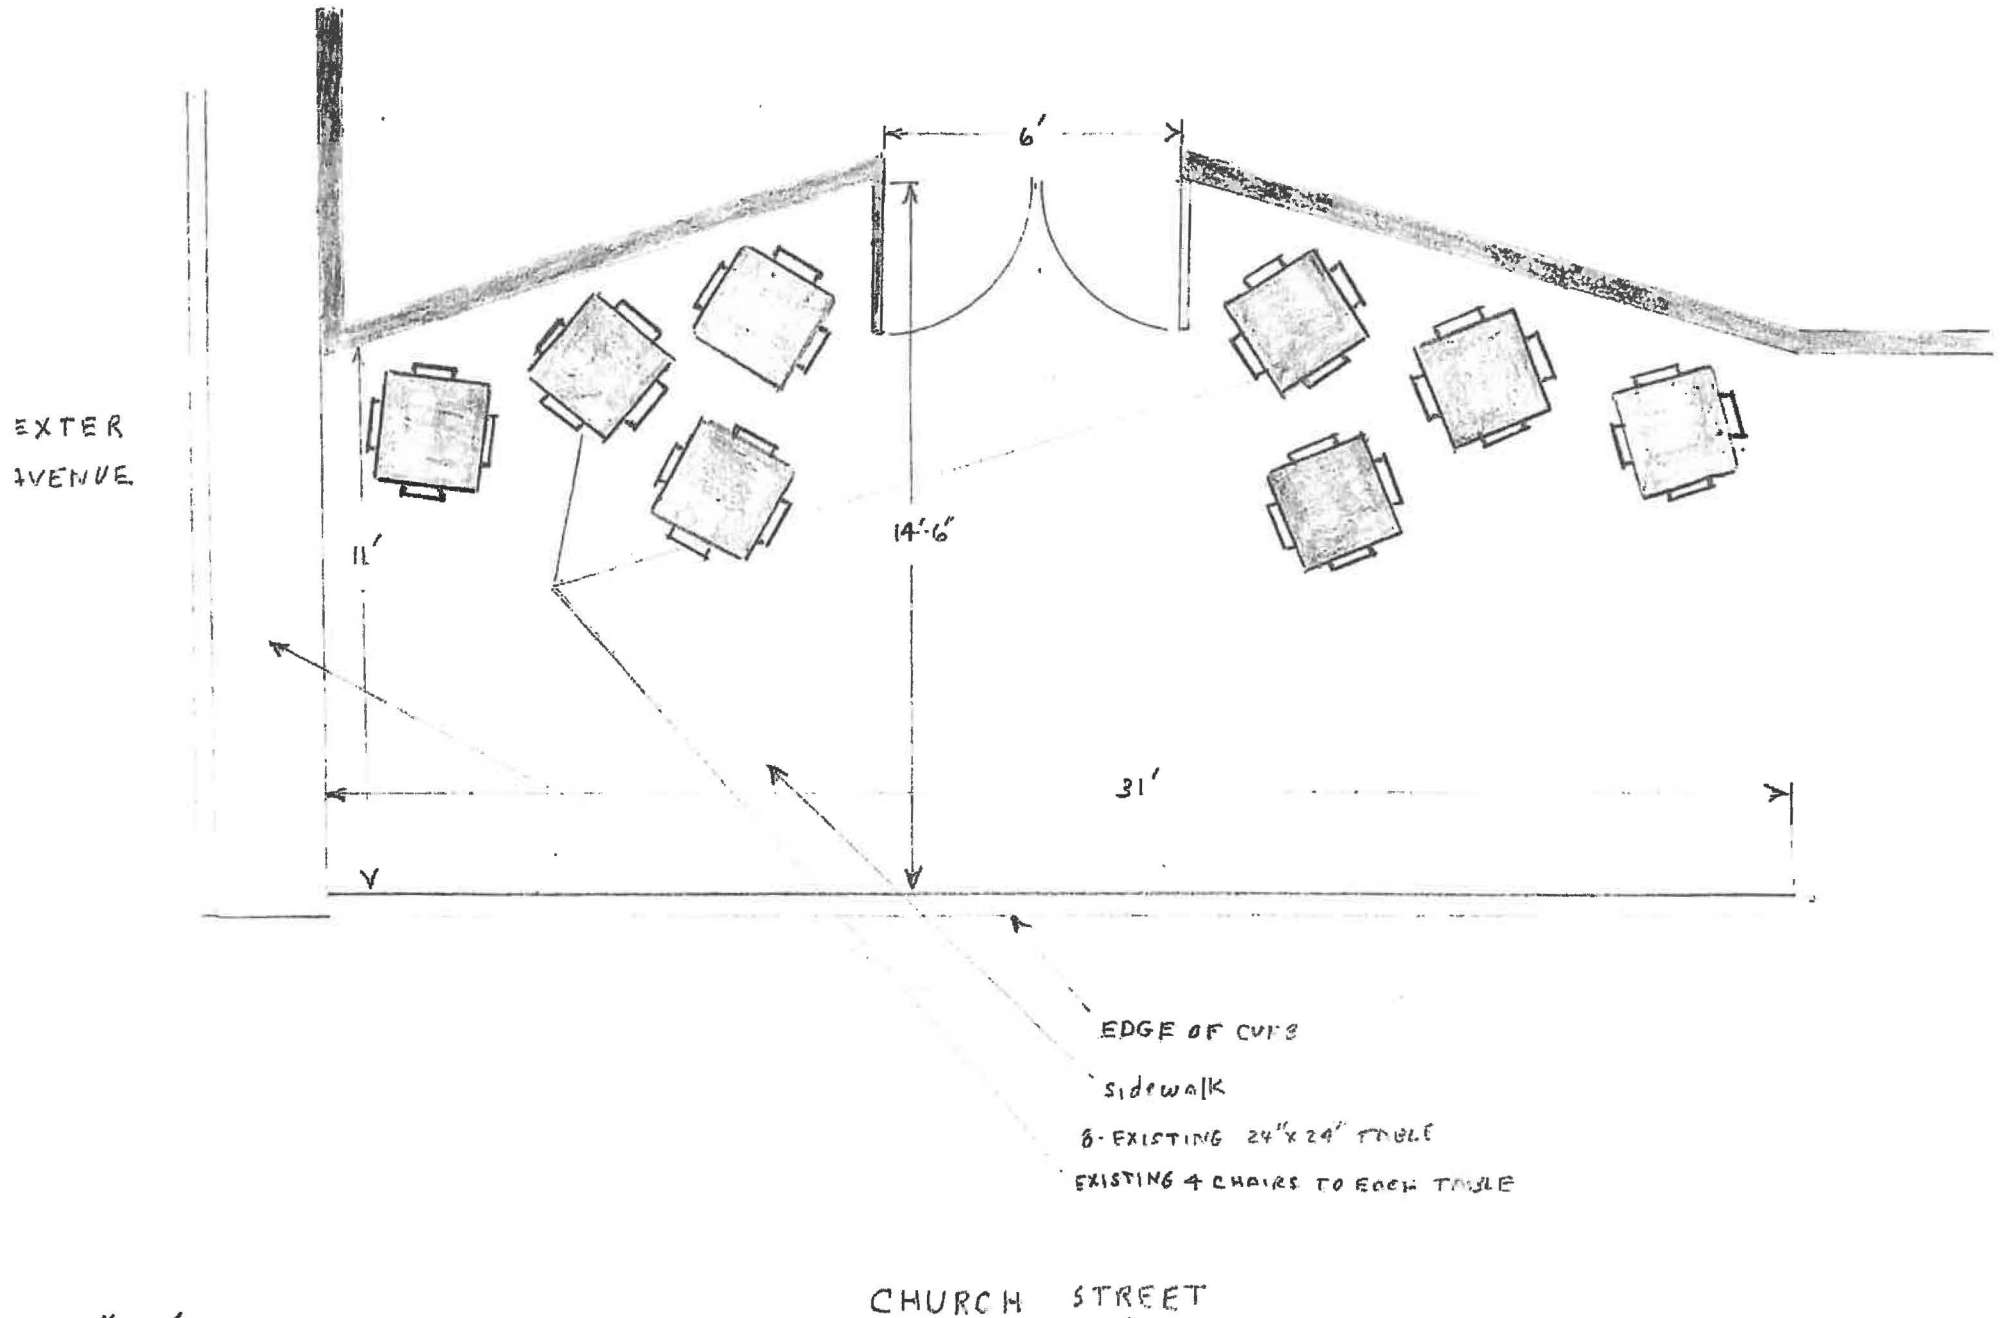 6'
EXTER
AVENUE
11'
14'-6"
31'
EDGE OF CURB
sidewalk
8-EXISTING 24"x24" TABLE
EXISTING 4 CHAIRS TO EACH TABLE
CHURCH STREET